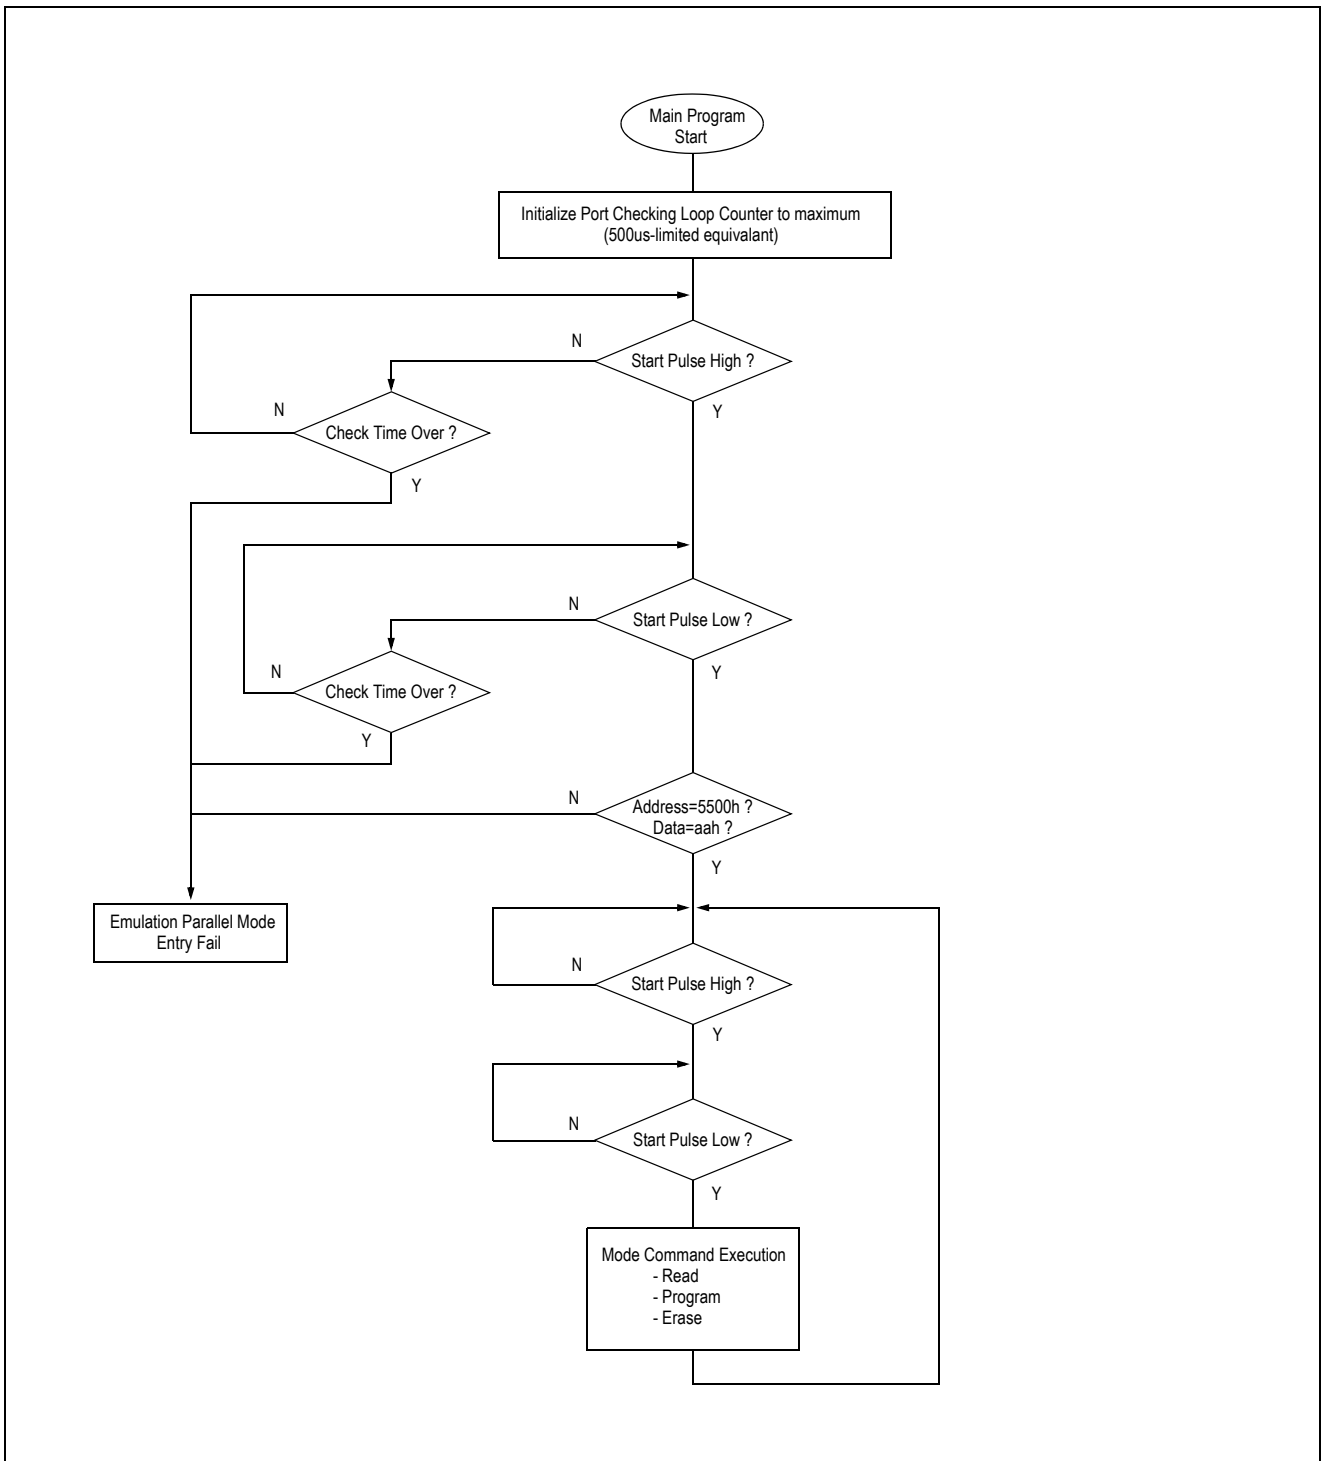 Main Program
Start
Initialize Port Checking Loop Counter to maximum
(500us-limited equivalant)
N
Start Pulse High ?
Y
N
Check Time Over ?
Y
N
Start Pulse Low ?
Y
N
Check Time Over ?
Y
N
Address=5500h ?
Data=aah ?
Y
Emulation Parallel Mode
Entry Fail
N
Start Pulse High ?
Y
N
Start Pulse Low ?
Y
Mode Command Execution
- Read
- Program
- Erase